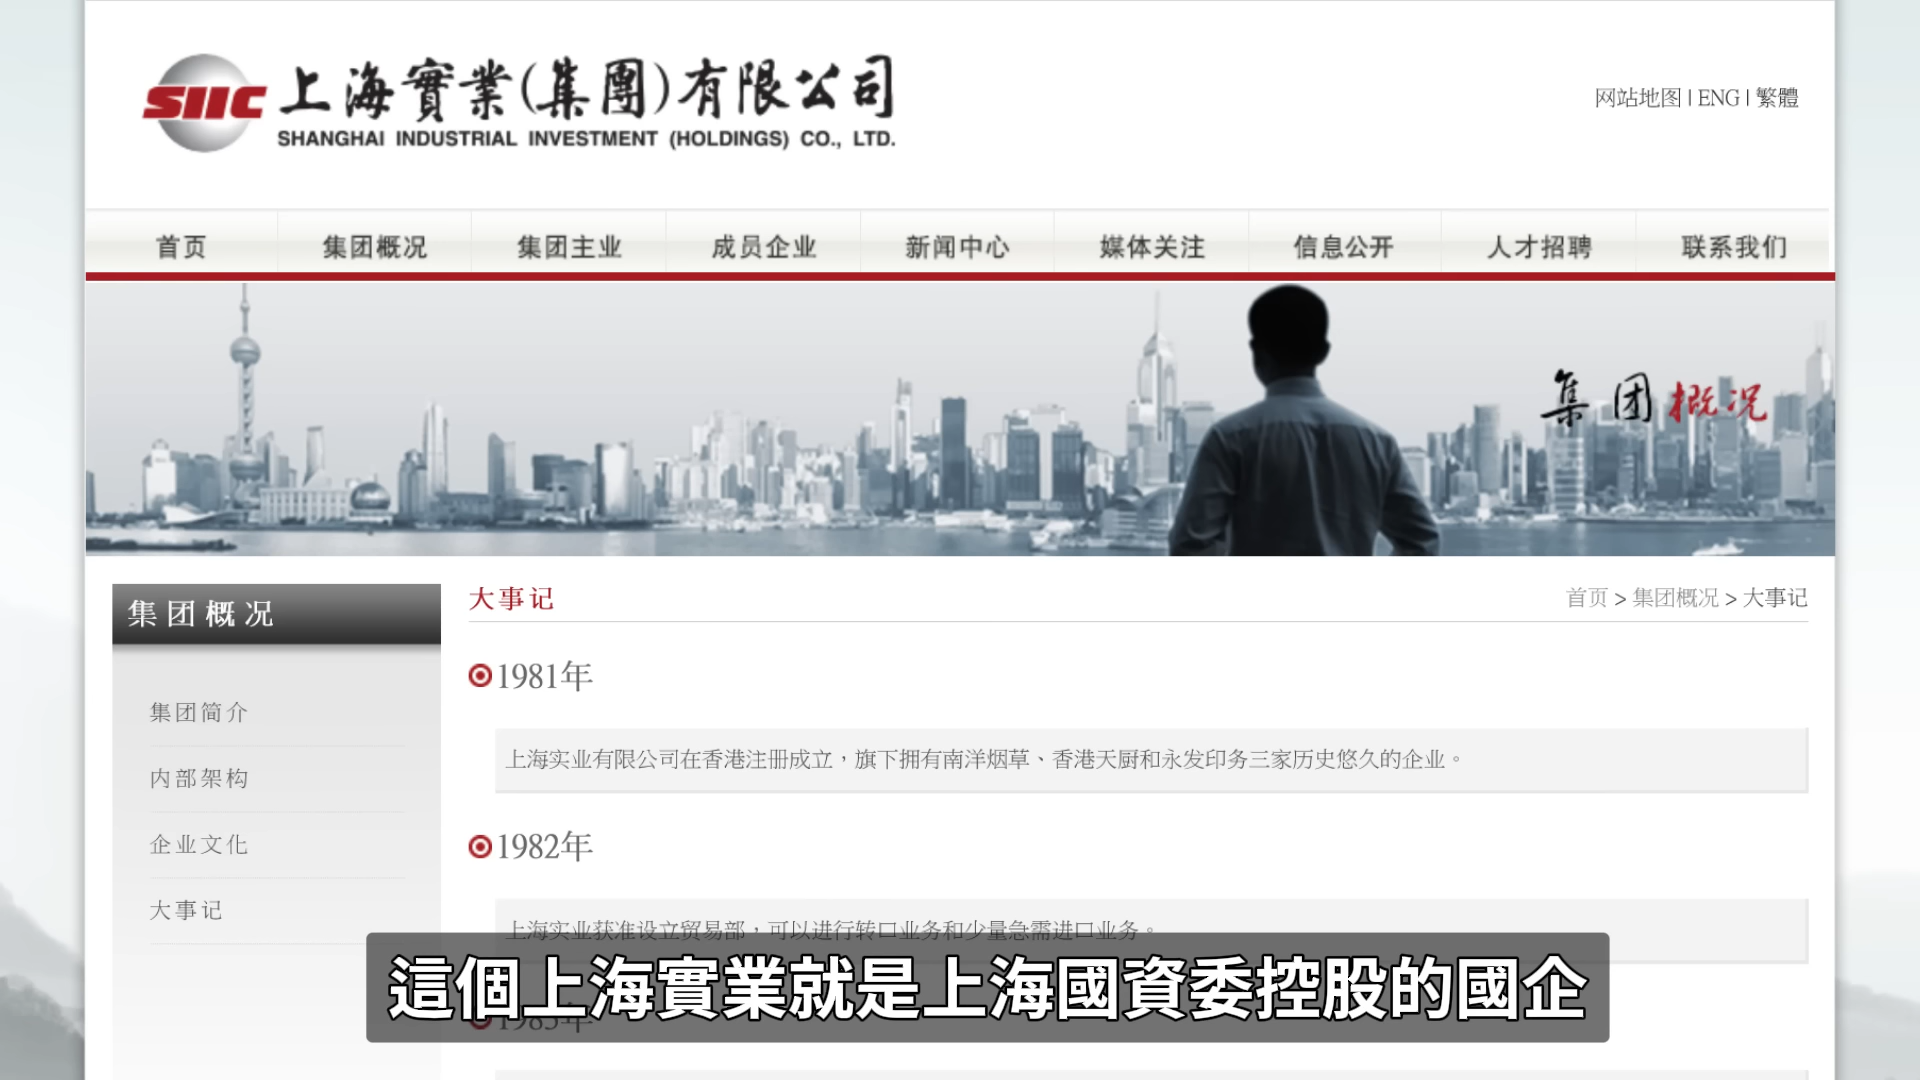 SIIC 上海實業(集團)有限公司
SHANGHAI INDUSTRIAL INVESTMENT (HOLDINGS) CO., LTD.
网站地图 | ENG | 繁體
首页 集团概况 集团主业 成员企业 新闻中心 媒体关注 信息公开 人才招聘 联系我们
集团概况
集团概况
大事记
首页 > 集团概况 > 大事记
集团简介
内部架构
企业文化
大事记
1981年
上海实业有限公司在香港注册成立，旗下拥有南洋烟草、香港天厨和永发印务三家历史悠久的企业。
1982年
上海实业获准设立贸易部，可以进行转口业务和少量急需进口业务。
這個上海實業就是上海國資委控股的國企